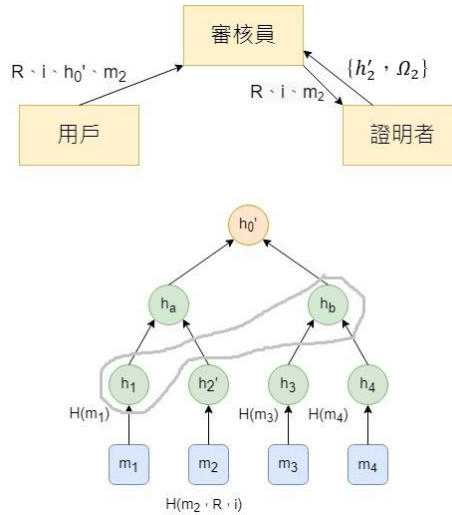 審核員
R、i、h₀'、m₂
{h₂′,Ω₂}
R、i、m₂
用戶
證明者
h₀'
hₐ
h_b
h₁
h₂'
h₃
h₄
H(m₁)
H(m₃)
H(m₄)
m₁
m₂
m₃
m₄
H(m₂,R,i)